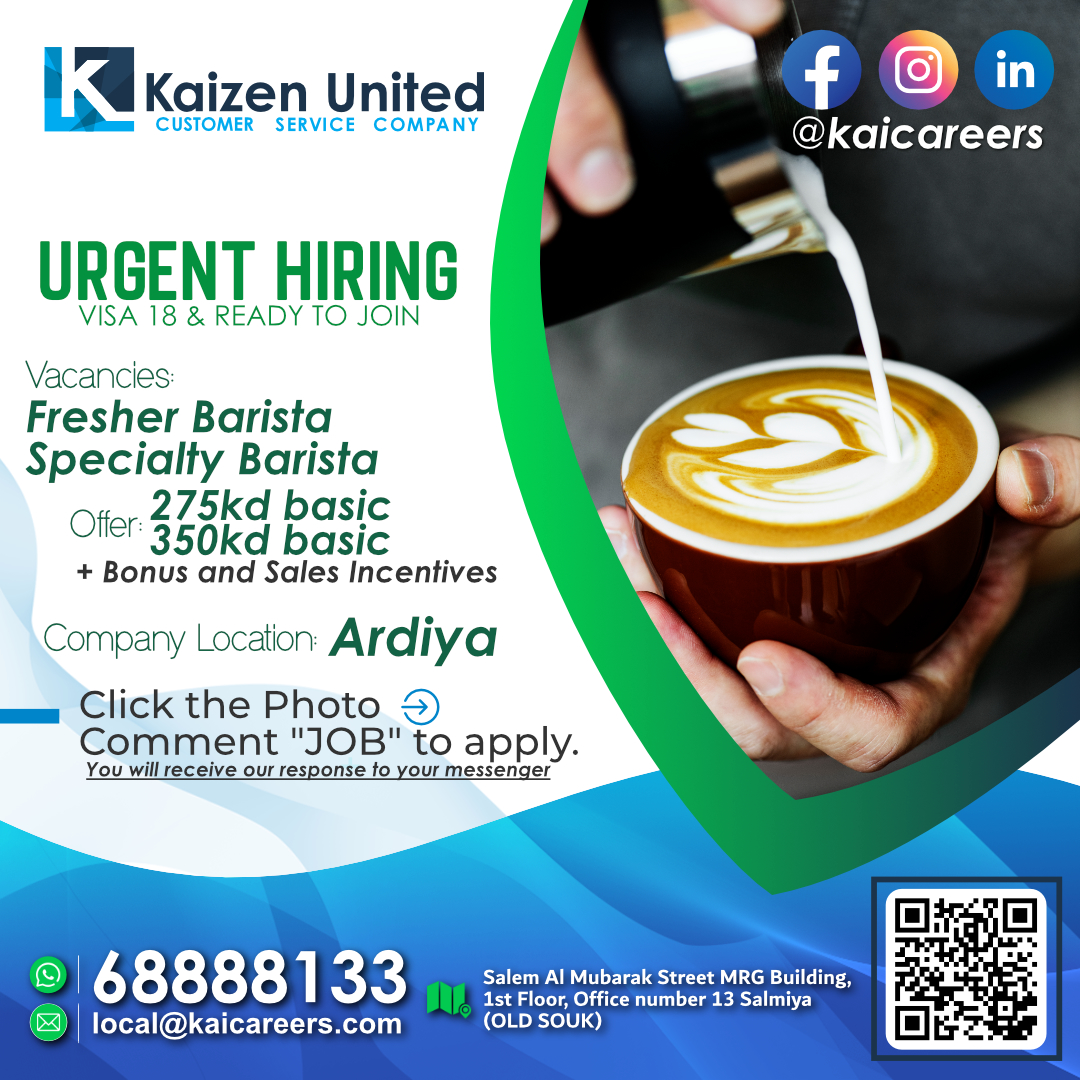 Kaizen United
CUSTOMER SERVICE COMPANY
@kaicareers
URGENT HIRING
VISA 18 & READY TO JOIN
Vacancies:
Fresher Barista
Specialty Barista
Offer: 275kd basic
350kd basic
+ Bonus and Sales Incentives
Company Location: Ardiya
Click the Photo
Comment "JOB" to apply.
You will receive our response to your messenger
68888133
local@kaicareers.com
Salem Al Mubarak Street MRG Building,
1st Floor, Office number 13 Salmiya
(OLD SOUK)